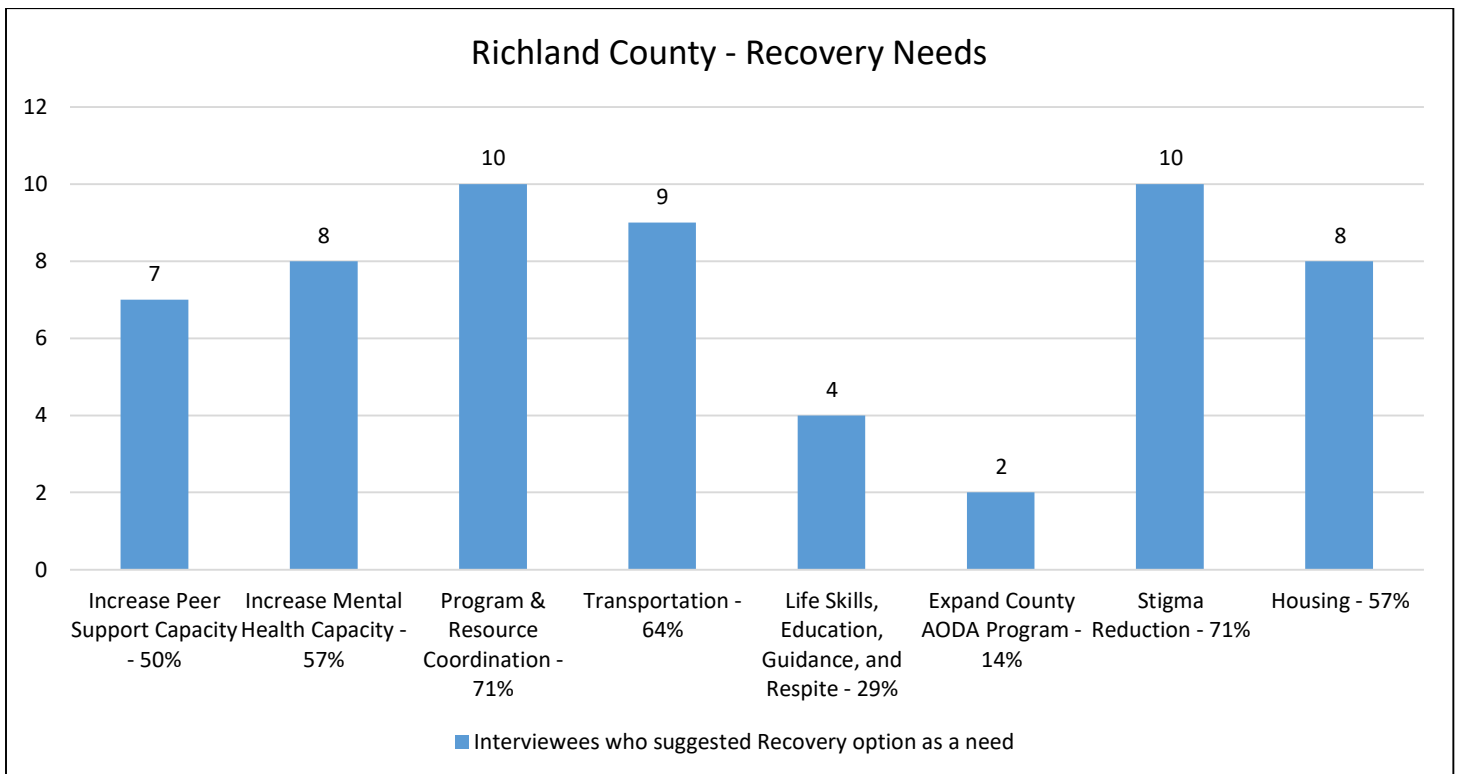 Richland County - Recovery Needs
12
10
8
6
4
2
0
7
8
10
9
4
2
10
8
Increase Peer
Support Capacity
- 50%
Increase Mental
Health Capacity -
57%
Program &
Resource
Coordination -
71%
Transportation -
64%
Life Skills,
Education,
Guidance, and
Respite - 29%
Expand County
AODA Program -
14%
Stigma
Reduction - 71%
Housing - 57%
Interviewees who suggested Recovery option as a need